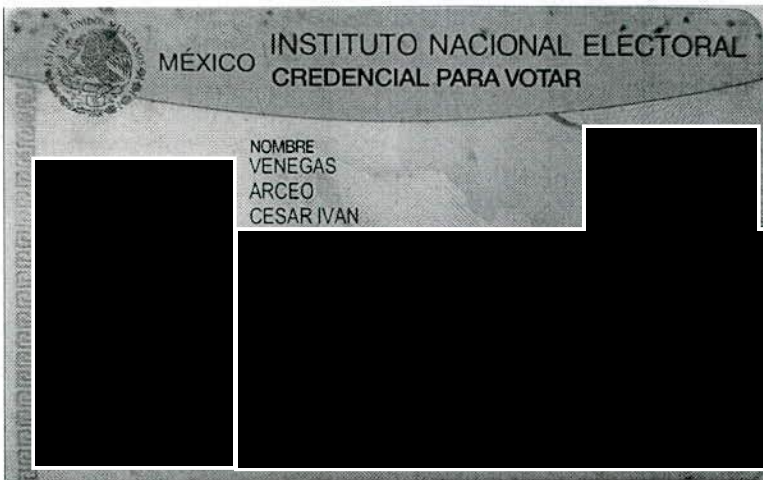 MÉXICO INSTITUTO NACIONAL ELECTORAL
CREDENCIAL PARA VOTAR
NOMBRE
VENEGAS
ARCEO
CESAR IVAN